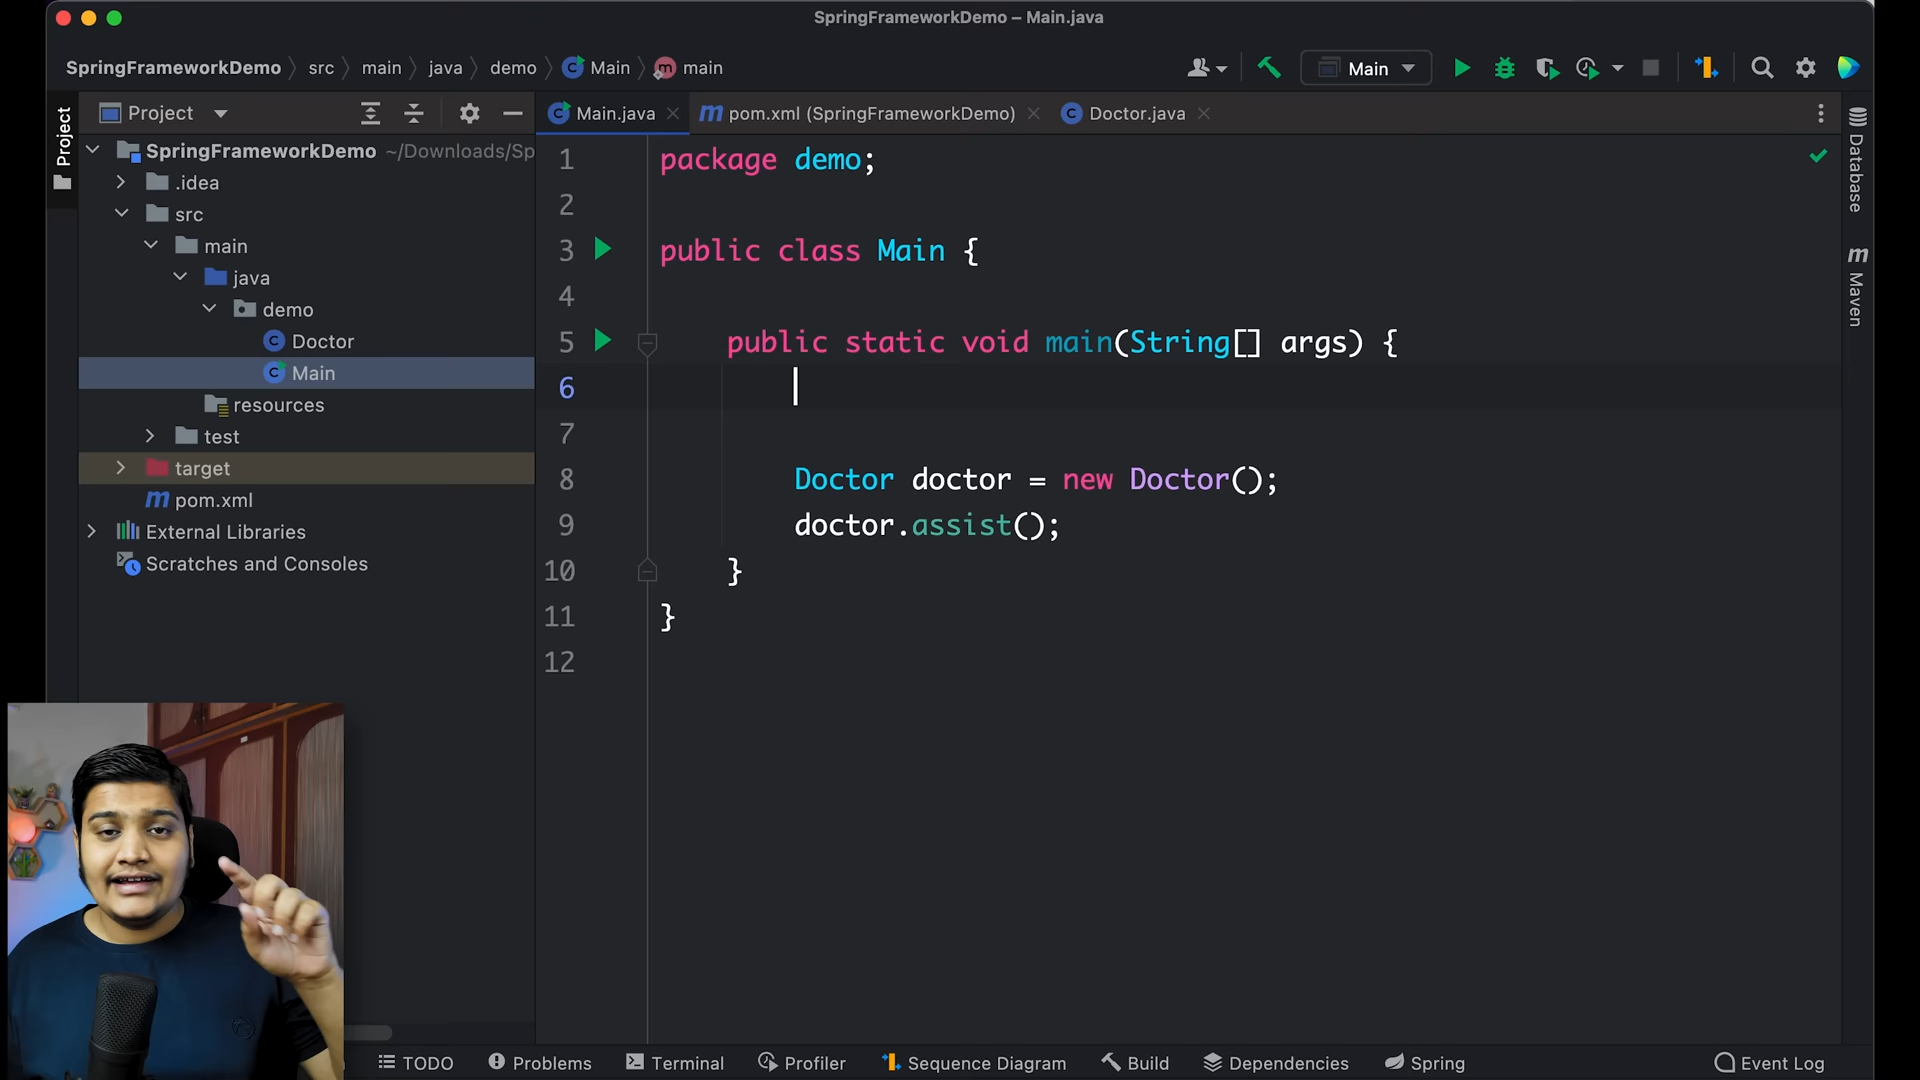 SpringFrameworkDemo – Main.java
SpringFrameworkDemo src main java demo Main main
Main
Project
Project
Main.java pom.xml (SpringFrameworkDemo) Doctor.java
SpringFrameworkDemo ~/Downloads/Sp
.idea
src
main
java
demo
Doctor
Main
resources
test
target
pom.xml
External Libraries
Scratches and Consoles
1 package demo;
2
3 public class Main {
4
5 public static void main(String[] args) {
6
7
8 Doctor doctor = new Doctor();
9 doctor.assist();
10 }
11 }
12
Database
Maven
TODO Problems Terminal Profiler Sequence Diagram Build Dependencies Spring Event Log